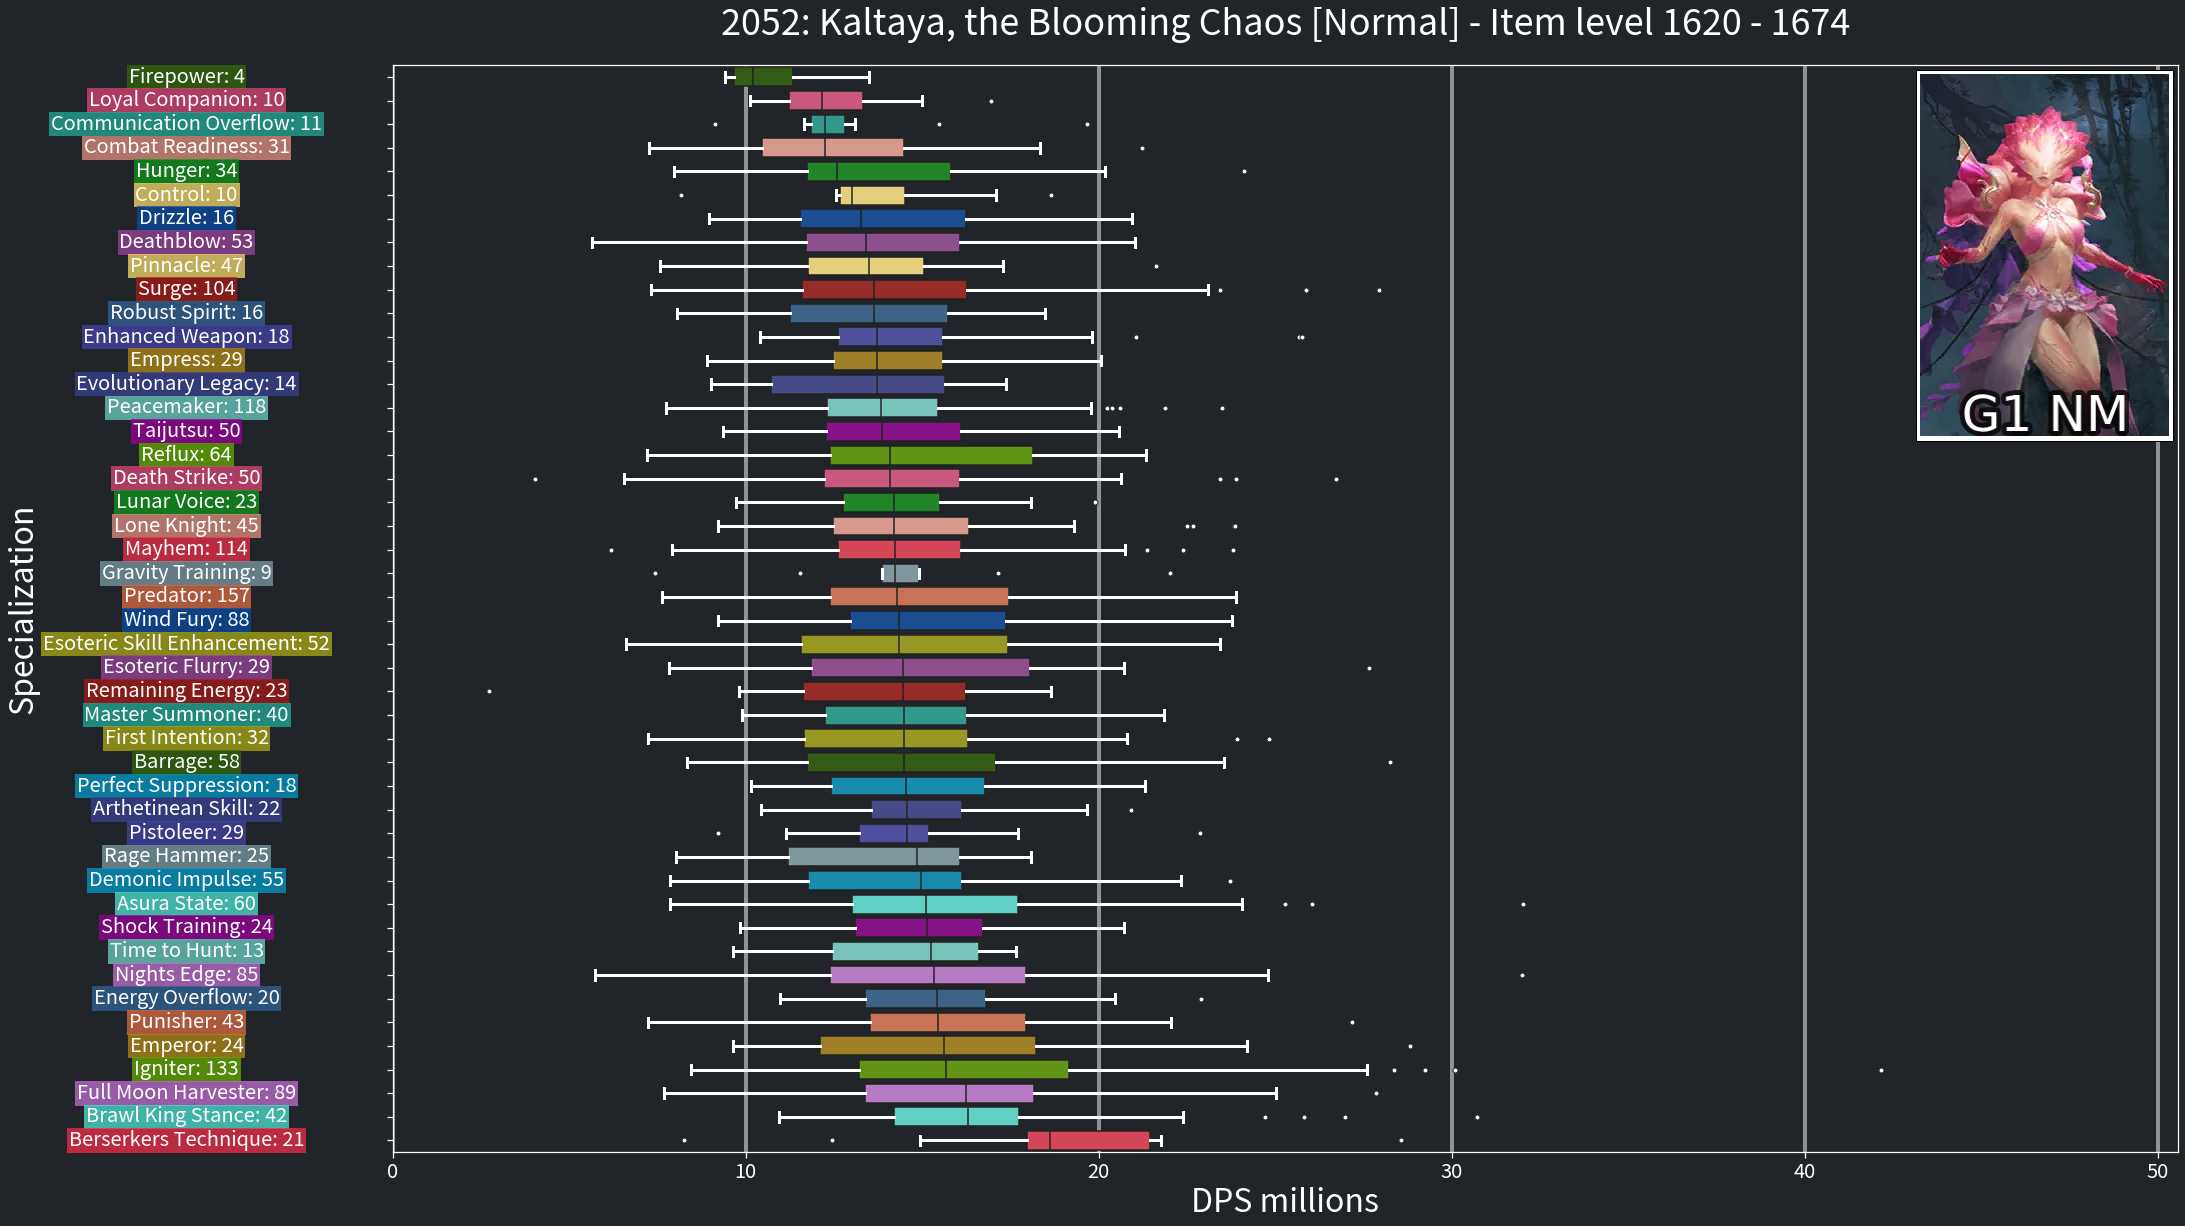 2052: Kaltaya, the Blooming Chaos [Normal] - Item level 1620 - 1674
Firepower: 4
Loyal Companion: 10
Communication Overflow: 11
Combat Readiness: 31
Hunger: 34
Control: 10
Drizzle: 16
Deathblow: 53
Pinnacle: 47
Surge: 104
Robust Spirit: 16
Enhanced Weapon: 18
Empress: 29
Evolutionary Legacy: 14
Peacemaker: 118
Taijutsu: 50
Reflux: 64
Death Strike: 50
Lunar Voice: 23
Lone Knight: 45
Mayhem: 114
Gravity Training: 9
Predator: 157
Wind Fury: 88
Esoteric Skill Enhancement: 52
Esoteric Flurry: 29
Remaining Energy: 23
Master Summoner: 40
First Intention: 32
Barrage: 58
Perfect Suppression: 18
Arthetinean Skill: 22
Pistoleer: 29
Rage Hammer: 25
Demonic Impulse: 55
Asura State: 60
Shock Training: 24
Time to Hunt: 13
Nights Edge: 85
Energy Overflow: 20
Punisher: 43
Emperor: 24
Igniter: 133
Full Moon Harvester: 89
Brawl King Stance: 42
Berserkers Technique: 21
Specialization
G1 NM
0 10 20 30 40 50
DPS millions